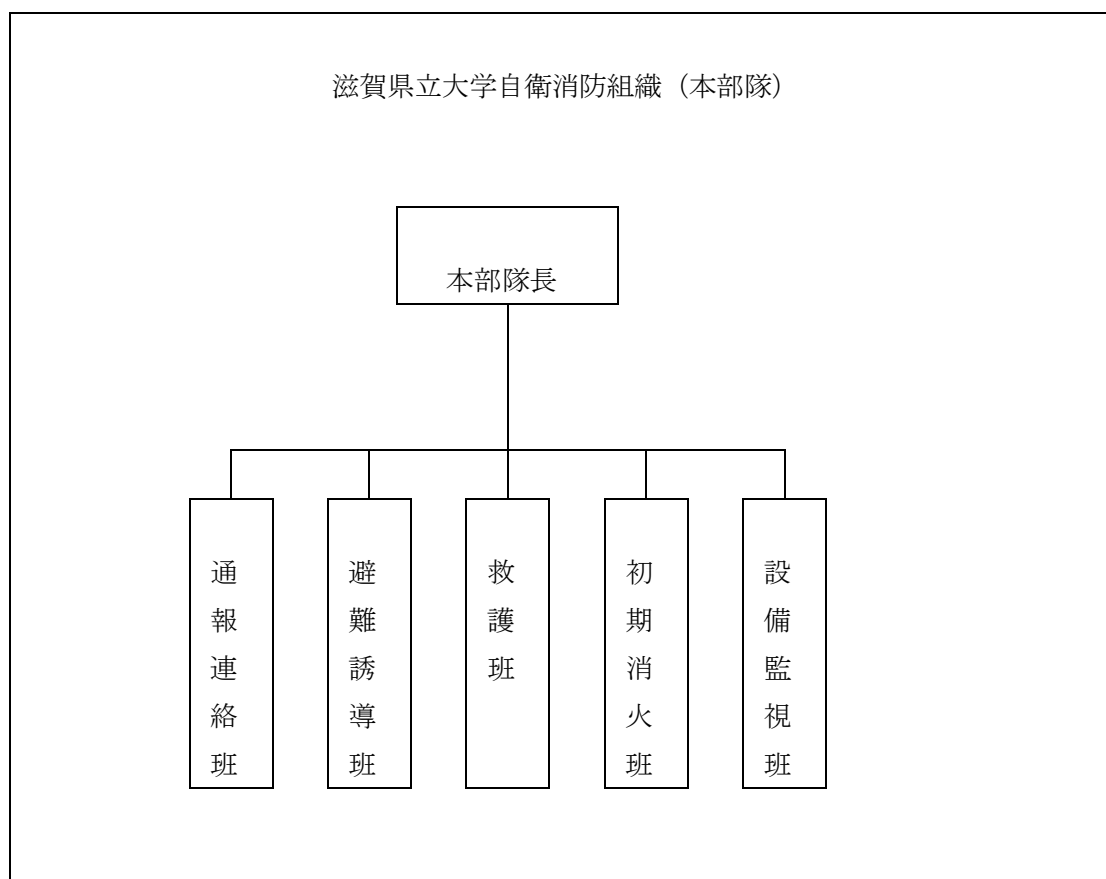 滋賀県立大学自衛消防組織（本部隊）
本部隊長
通報連絡班
避難誘導班
救護班
初期消火班
設備監視班